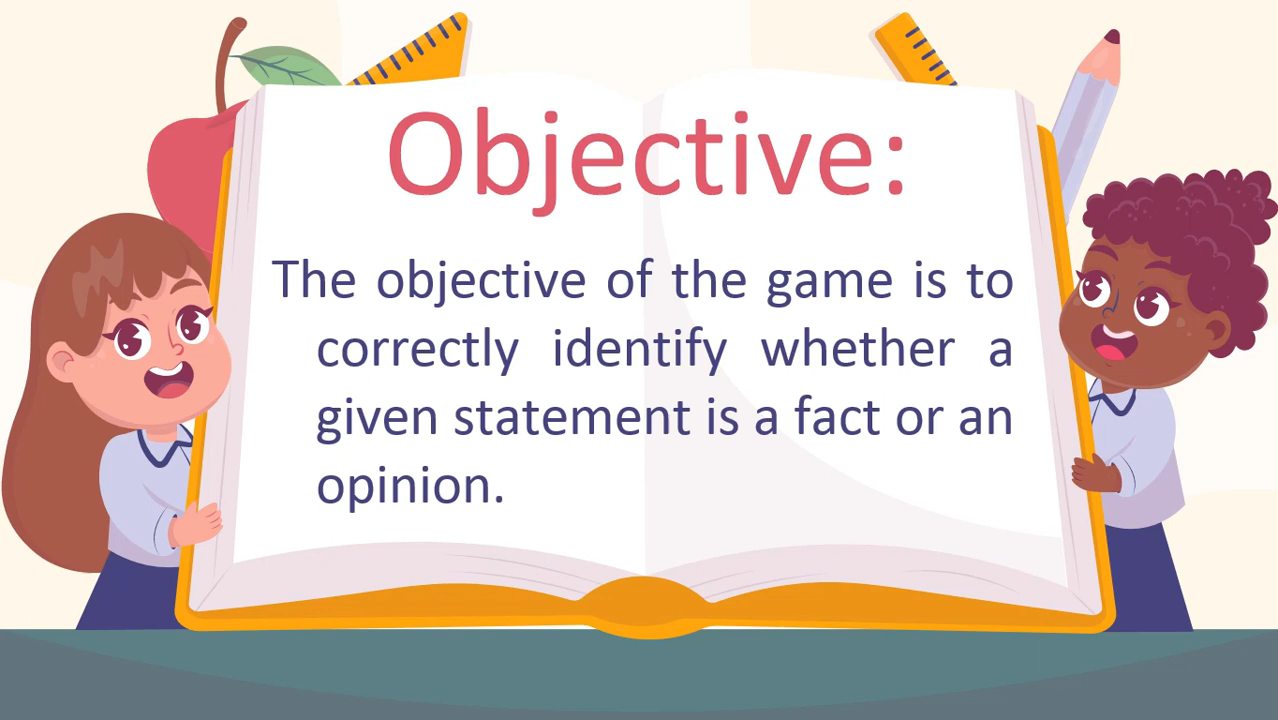 Objective:
The objective of the game is to
correctly identify whether a
given statement is a fact or an
opinion.